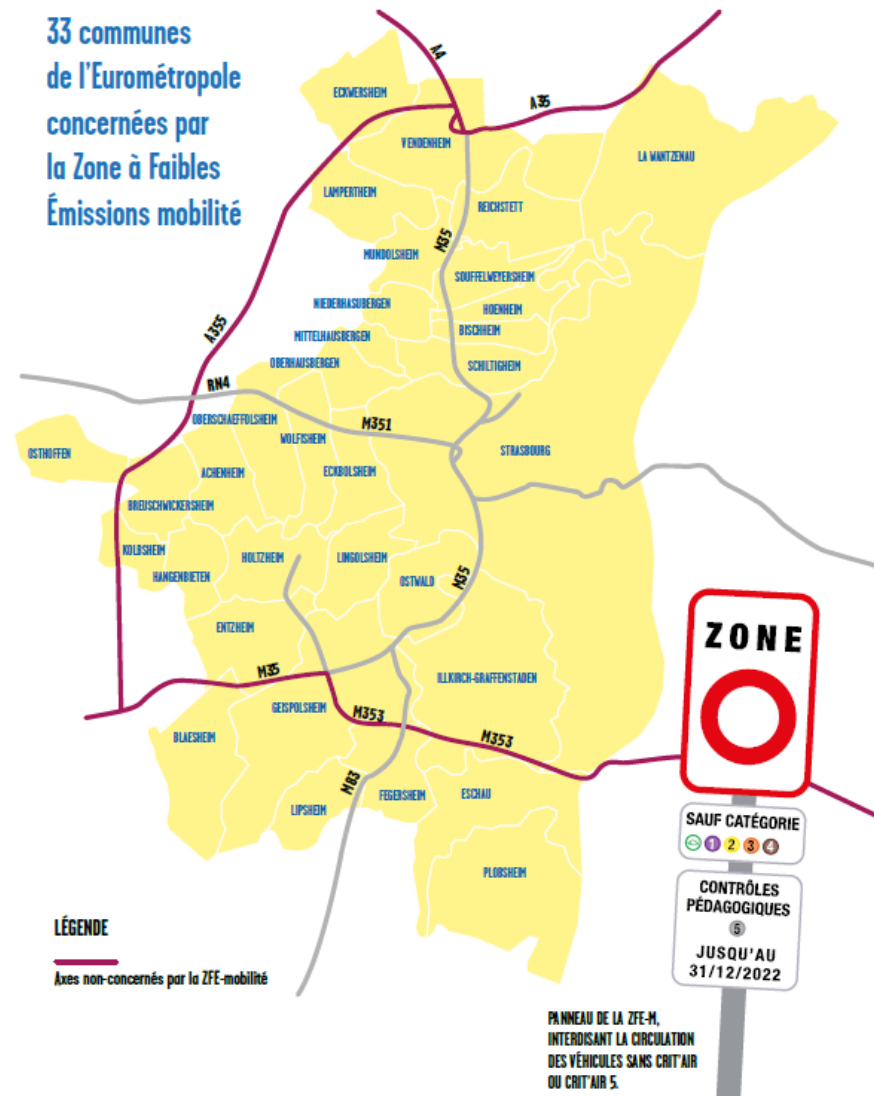 33 communes
de l'Eurométropole
concernées par
la Zone à Faibles
Émissions mobilité
A4
A35
ECKWERSHEIM
VENDENHEIM
LA WANTZENAU
LAMPERTHEIM
REICHSTETT
M35
MUNDOLSHEIM
SOUFFELWEYERSHEIM
NIEDERHASUBERGEN
HOENHEIM
A355
BISCHHEIM
MITTELHAUSBERGEN
OBERHAUSBERGEN
SCHILTIGHEIM
RN4
OBERSCHAEFFOLSHEIM
M351
WOLFISHEIM
OSTHOFFEN
STRASBOURG
ACHENHEIM
ECKBOLSHEIM
BREUSCHWICKERSHEIM
KOLBSHEIM
HOLTZHEIM
LINGOLSHEIM
HANGENBIETEN
OSTWALD
M35
ENTZHEIM
M35
ILLKIRCH-GRAFFENSTADEN
GEISPOLSHEIM
M353
M353
BLAESHEIM
M83
LIPSHEIM
FEGERSHEIM
ESCHAU
PLOBSHEIM
ZONE
SAUF CATÉGORIE
1 2 3 4
CONTRÔLES
PÉDAGOGIQUES
5
JUSQU'AU
31/12/2022
LÉGENDE
Axes non-concernés par la ZFE-mobilité
PANNEAU DE LA ZFE-M,
INTERDISANT LA CIRCULATION
DES VÉHICULES SANS CRIT'AIR
OU CRIT'AIR 5.